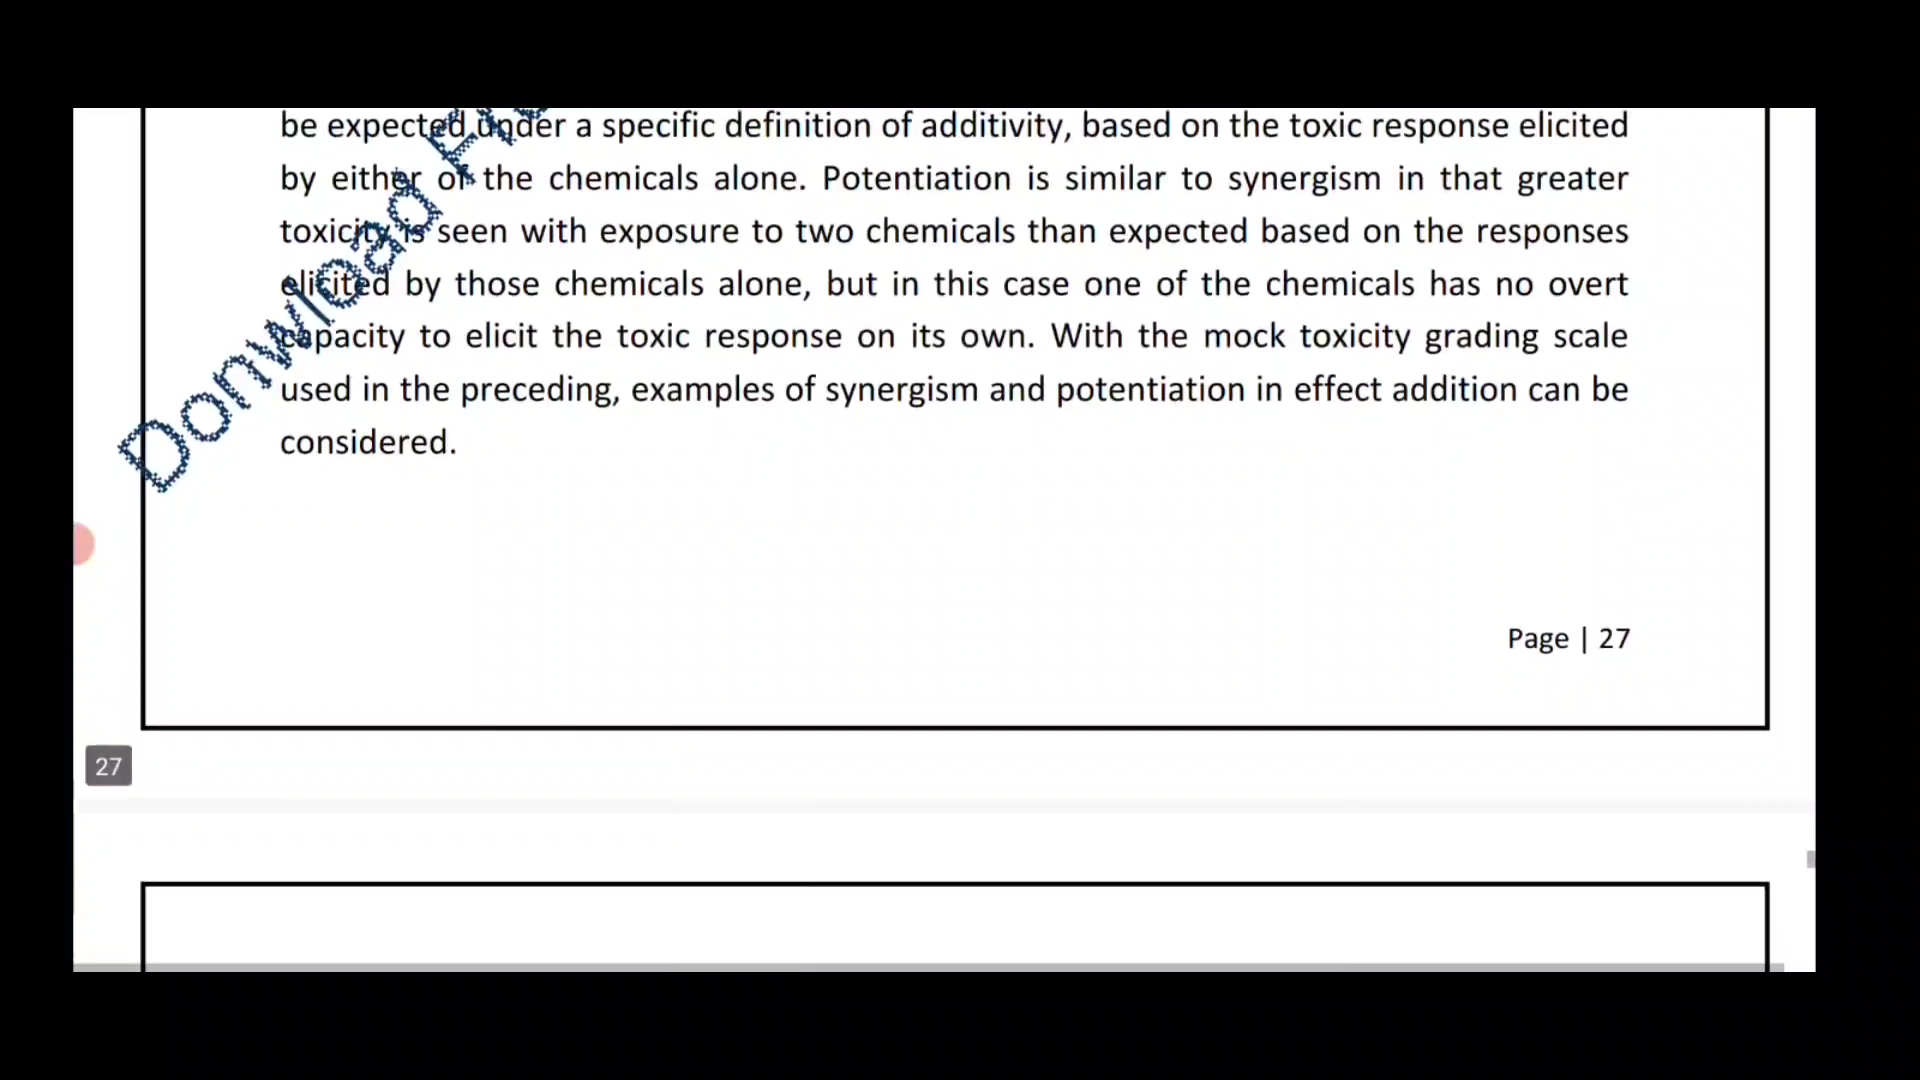 be expected under a specific definition of additivity, based on the toxic response elicited
by either of the chemicals alone. Potentiation is similar to synergism in that greater
toxicity is seen with exposure to two chemicals than expected based on the responses
elicited by those chemicals alone, but in this case one of the chemicals has no overt
capacity to elicit the toxic response on its own. With the mock toxicity grading scale
used in the preceding, examples of synergism and potentiation in effect addition can be
considered.
Donwload
Page | 27
27